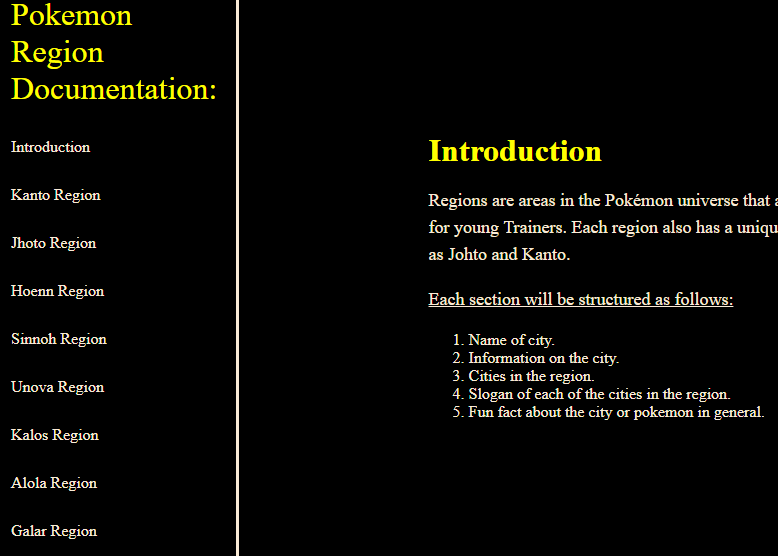 Pokemon
Region
Documentation:
Introduction
Kanto Region
Jhoto Region
Hoenn Region
Sinnoh Region
Unova Region
Kalos Region
Alola Region
Galar Region
Introduction
Regions are areas in the Pokémon universe that
for young Trainers. Each region also has a
as Johto and Kanto.
Each section will be structured as follows:
1. Name of city.
2. Information on the city.
3. Cities in the region.
4. Slogan of each of the cities in the region.
5. Fun fact about the city or pokemon in general.